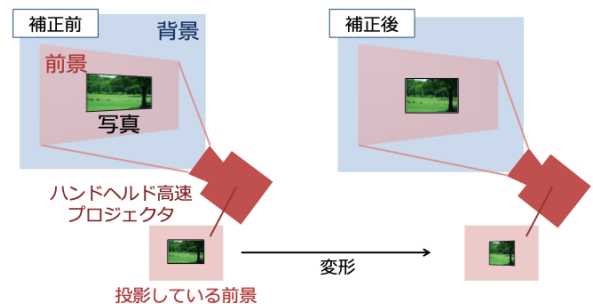 補正前
背景
前景
写真
ハンドヘルド高速
プロジェクタ
投影している前景
変形
補正後